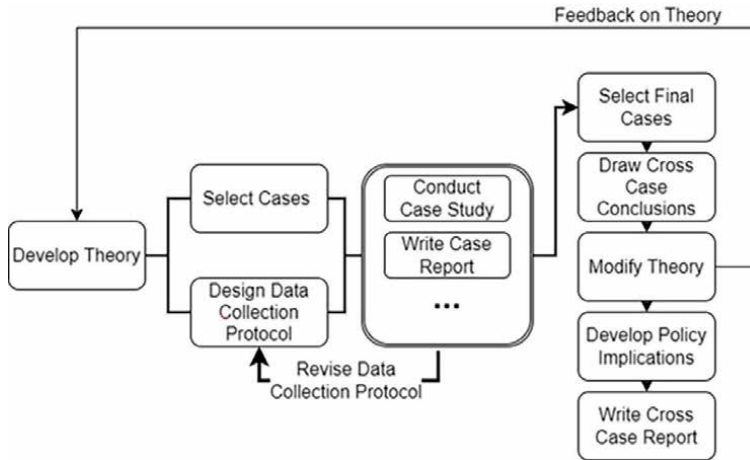 Feedback on Theory
Develop Theory
Select Cases
Design Data
Collection
Protocol
Revise Data
Collection Protocol
Conduct
Case Study
Write Case
Report
...
Select Final
Cases
Draw Cross
Case
Conclusions
Modify Theory
Develop Policy
Implications
Write Cross
Case Report